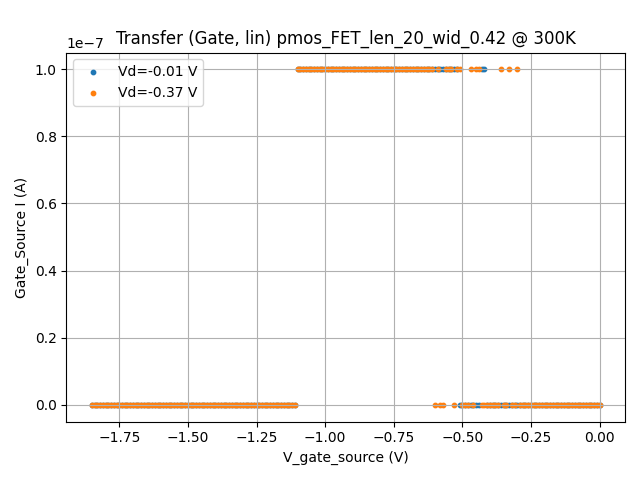 Transfer (Gate, lin) pmos_FET_len_20_wid_0.42 @ 300K
1e−7
Vd=-0.01 V
Vd=-0.37 V
1.0
0.8
0.6
0.4
0.2
0.0
Gate_Source I (A)
−1.75 −1.50 −1.25 −1.00 −0.75 −0.50 −0.25 0.00
V_gate_source (V)